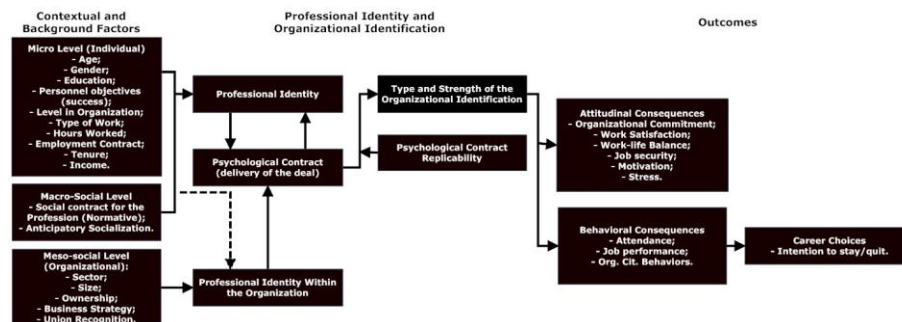 Contextual and
Background Factors
Professional Identity and
Organizational Identification
Outcomes
Micro Level (Individual)
- Age;
- Gender;
- Education;
- Personnel objectives
(success);
- Level in Organization;
- Type of Work;
- Hours Worked;
- Employment Contract;
- Tenure;
- Income.
Macro-Social Level
- Social contract for the
Profession (Normative);
- Anticipatory Socialization.
Meso-social Level
(Organizational):
- Sector;
- Size;
- Ownership;
- Business Strategy;
- Union Recognition.
Professional Identity
Psychological Contract
(delivery of the deal)
Professional Identity Within
the Organization
Type and Strength of the
Organizational Identification
Psychological Contract
Replicability
Attitudinal Consequences
- Organizational Commitment;
- Work Satisfaction;
- Work-life Balance;
- Job security;
- Motivation;
- Stress.
Behavioral Consequences
- Attendance;
- Job performance;
- Org. Cit. Behaviors.
Career Choices
- Intention to stay/quit.